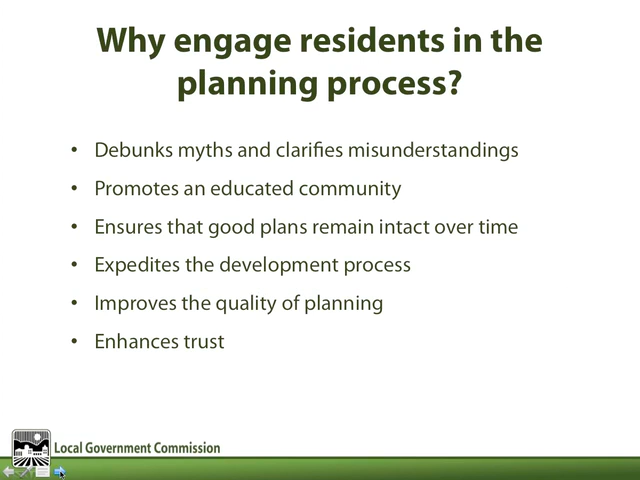 Why engage residents in the
planning process?
• Debunks myths and clarifies misunderstandings
• Promotes an educated community
• Ensures that good plans remain intact over time
• Expedites the development process
• Improves the quality of planning
• Enhances trust
Local Government Commission